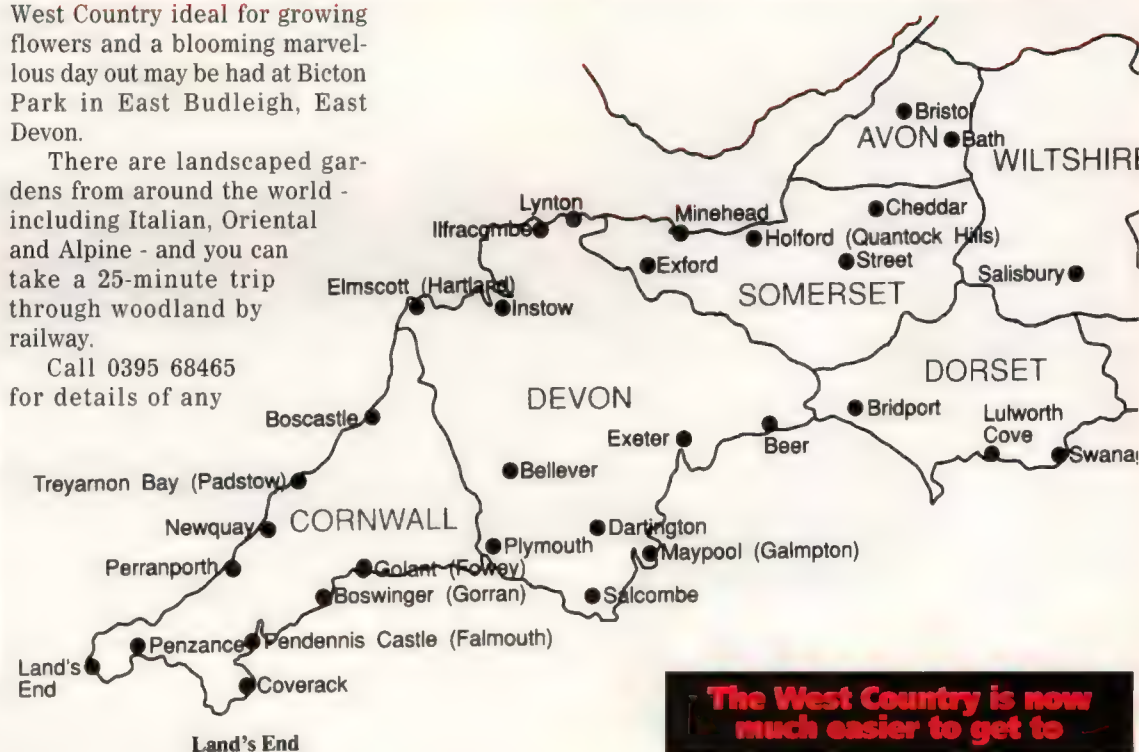 West Country ideal for growing
flowers and a blooming marvel-
lous day out may be had at Bicton
Park in East Budleigh, East
Devon.
There are landscaped gar-
dens from around the world -
including Italian, Oriental
and Alpine - and you can
take a 25-minute trip
through woodland by
railway.
Call 0395 68465
for details of any
Bristol
AVON
Bath
WILTSHIRE
Lynton
Minehead
Cheddar
Ilfracombe
Holford (Quantock Hills)
Exford
Street
Salisbury
Elmscott (Hartland)
Instow
SOMERSET
DORSET
DEVON
Bridport
Lulworth
Cove
Boscastle
Exeter
Beer
Swanag
Bellever
Treyarnon Bay (Padstow)
Newquay
CORNWALL
Dartington
Plymouth
Maypool (Galmpton)
Perranporth
Golant (Fowey)
Boswinger (Gorran)
Salcombe
Penzance
Pendennis Castle (Falmouth)
Land's
End
Coverack
Land's End
The West Country is now
much easier to get to